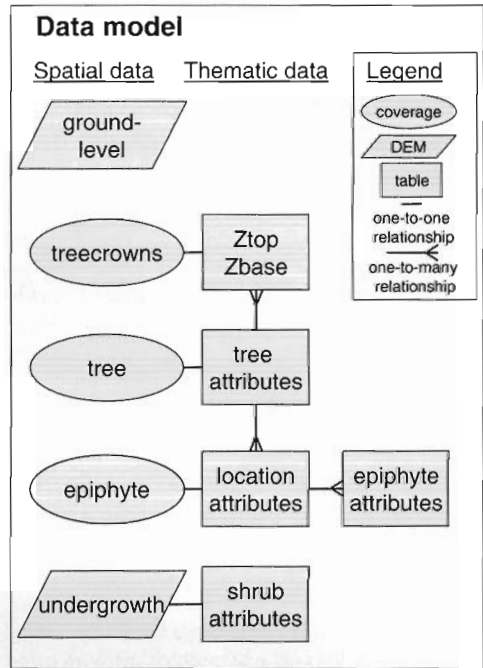 Data model
Spatial data
Thematic data
Legend
ground-
level
coverage
DEM
table
one-to-one
relationship
one-to-many
relationship
treecrowns
Ztop
Zbase
tree
tree
attributes
epiphyte
location
attributes
epiphyte
attributes
undergrowth
shrub
attributes